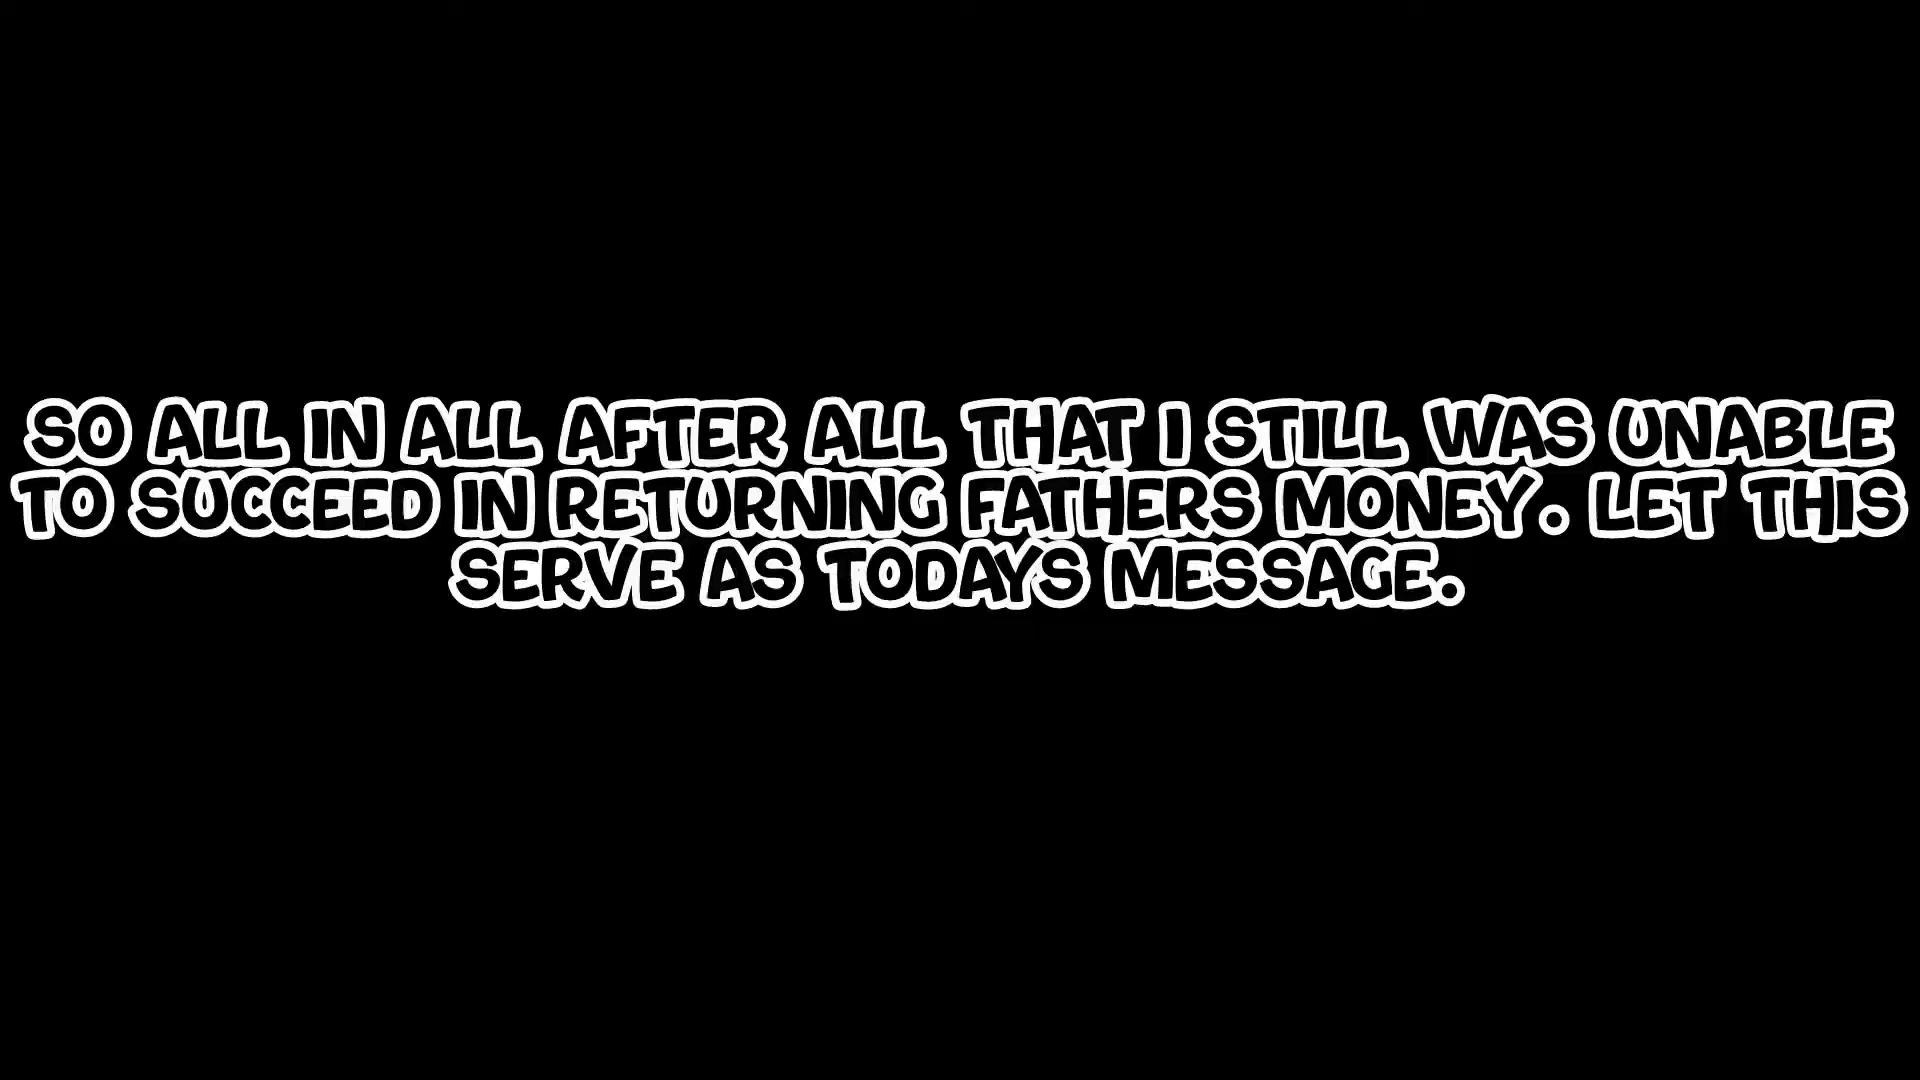 SO ALL IN ALL AFTER ALL THAT I STILL WAS UNABLE
TO SUCCEED IN RETURNING FATHERS MONEY. LET THIS
SERVE AS TODAYS MESSAGE.